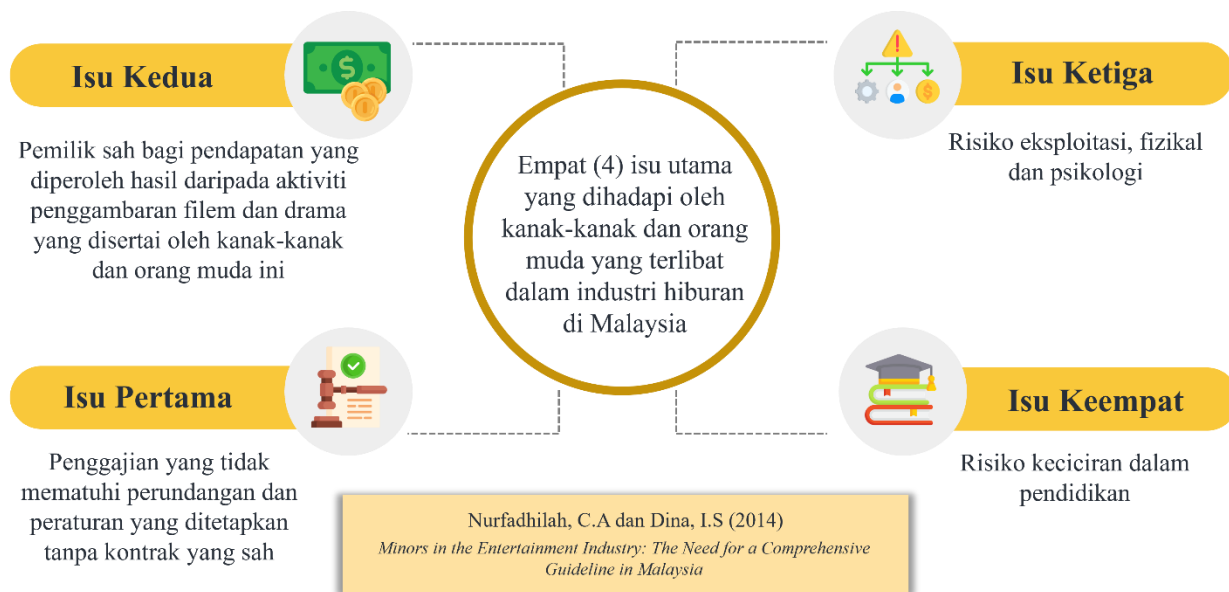 Isu Kedua
Pemilik sah bagi pendapatan yang
diperoleh hasil daripada aktiviti
penggambaran filem dan drama
yang disertai oleh kanak-kanak
dan orang muda ini
Isu Pertama
Penggajian yang tidak
mematuhi perundangan dan
peraturan yang ditetapkan
tanpa kontrak yang sah
Empat (4) isu utama
yang dihadapi oleh
kanak-kanak dan orang
muda yang terlibat
dalam industri hiburan
di Malaysia
Isu Ketiga
Risiko eksploitasi, fizikal
dan psikologi
Isu Keempat
Risiko keciciran dalam
pendidikan
Nurfadhilah, C.A dan Dina, I.S (2014)
Minors in the Entertainment Industry: The Need for a Comprehensive
Guideline in Malaysia